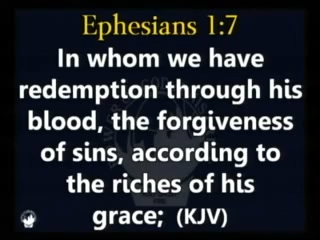 Ephesians 1:7
In whom we have
redemption through his
blood, the forgiveness
of sins, according to
the riches of his
grace; (KJV)